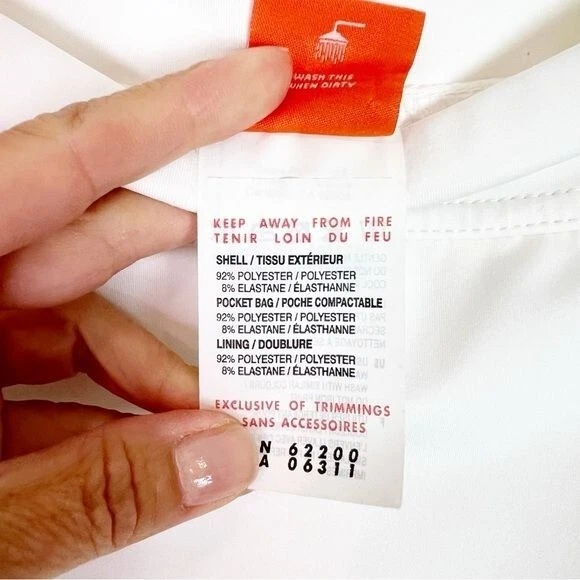 WASH THIS
WHEN DIRTY
KEEP AWAY FROM FIRE
TENIR LOIN DU FEU
SHELL / TISSU EXTÉRIEUR
92% POLYESTER / POLYESTER
8% ELASTANE / ÉLASTHANNE
POCKET BAG / POCHE COMPACTABLE
92% POLYESTER / POLYESTER
8% ELASTANE / ÉLASTHANNE
LINING / DOUBLURE
92% POLYESTER / POLYESTER
8% ELASTANE / ÉLASTHANNE
EXCLUSIVE OF TRIMMINGS
SANS ACCESSOIRES
N 62200
A 06311